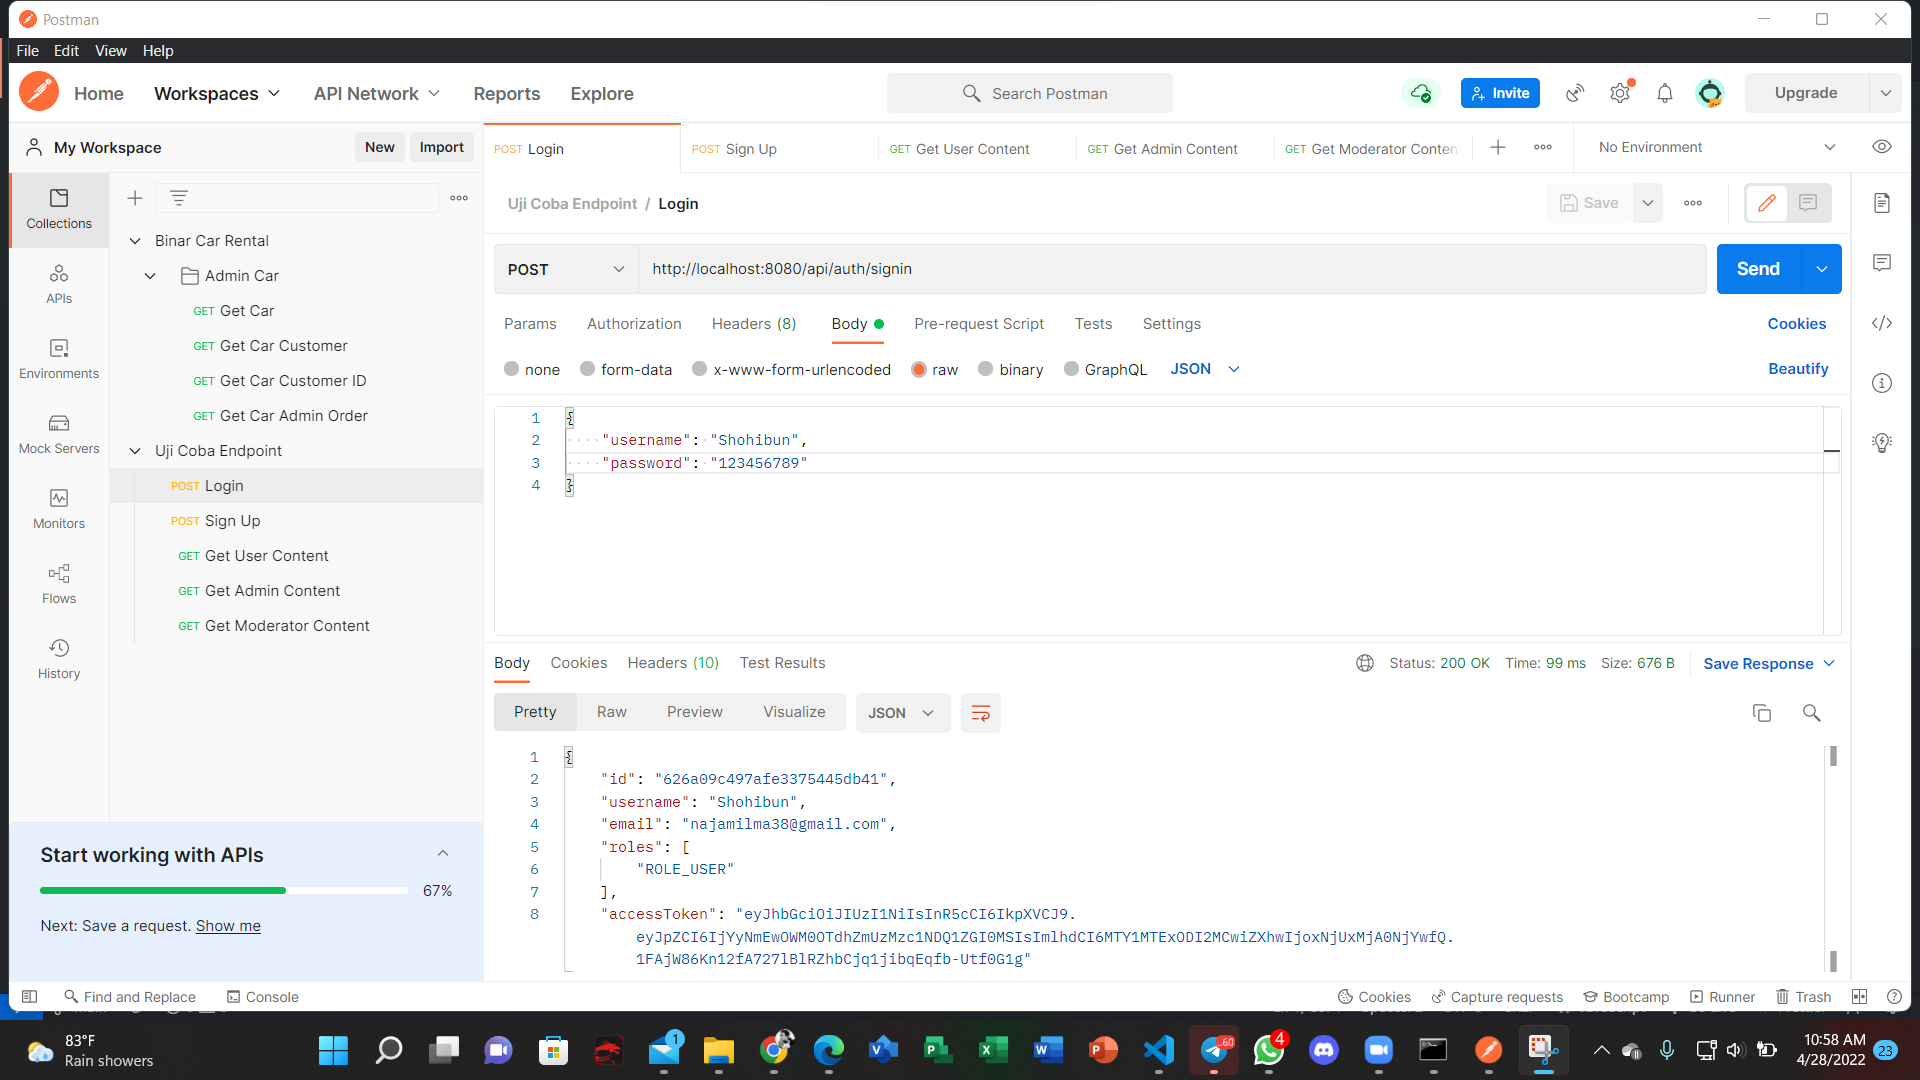 Postman
File Edit View Help
Home Workspaces API Network Reports Explore Search Postman Invite Upgrade
My Workspace New Import
POST Login POST Sign Up GET Get User Content GET Get Admin Content GET Get Moderator Conten No Environment
Uji Coba Endpoint / Login Save
Collections
APIs
Environments
Mock Servers
Monitors
Flows
History
Binar Car Rental
Admin Car
GET Get Car
GET Get Car Customer
GET Get Car Customer ID
GET Get Car Admin Order
Uji Coba Endpoint
POST Login
POST Sign Up
GET Get User Content
GET Get Admin Content
GET Get Moderator Content
POST http://localhost:8080/api/auth/signin Send
Params Authorization Headers (8) Body Pre-request Script Tests Settings Cookies
none form-data x-www-form-urlencoded raw binary GraphQL JSON Beautify
1 {
2 "username": "Shohibun",
3 "password": "123456789"
4 }
Body Cookies Headers (10) Test Results Status: 200 OK Time: 99 ms Size: 676 B Save Response
Pretty Raw Preview Visualize JSON
1 {
2 "id": "626a09c497afe3375445db41",
3 "username": "Shohibun",
4 "email": "najamilma38@gmail.com",
5 "roles": [
6 "ROLE_USER"
7 ],
8 "accessToken": "eyJhbGciOiJIUzI1NiIsInR5cCI6IkpXVCJ9.
eyJpZCI6IjYyNmEwOWM0OTdhZmUzMzc1NDQ1ZGI0MSIsImlhdCI6MTY1MTExODI2MCwiZXhwIjoxNjUxMjA0NjYwfQ.
1FAjW86Kn12fA727lBlRZhbCjq1jibqEqfb-Utf0G1g"
Start working with APIs
67%
Next: Save a request. Show me
Find and Replace Console Cookies Capture requests Bootcamp Runner Trash
83°F
Rain showers
1
..60
4
10:58 AM
4/28/2022
23